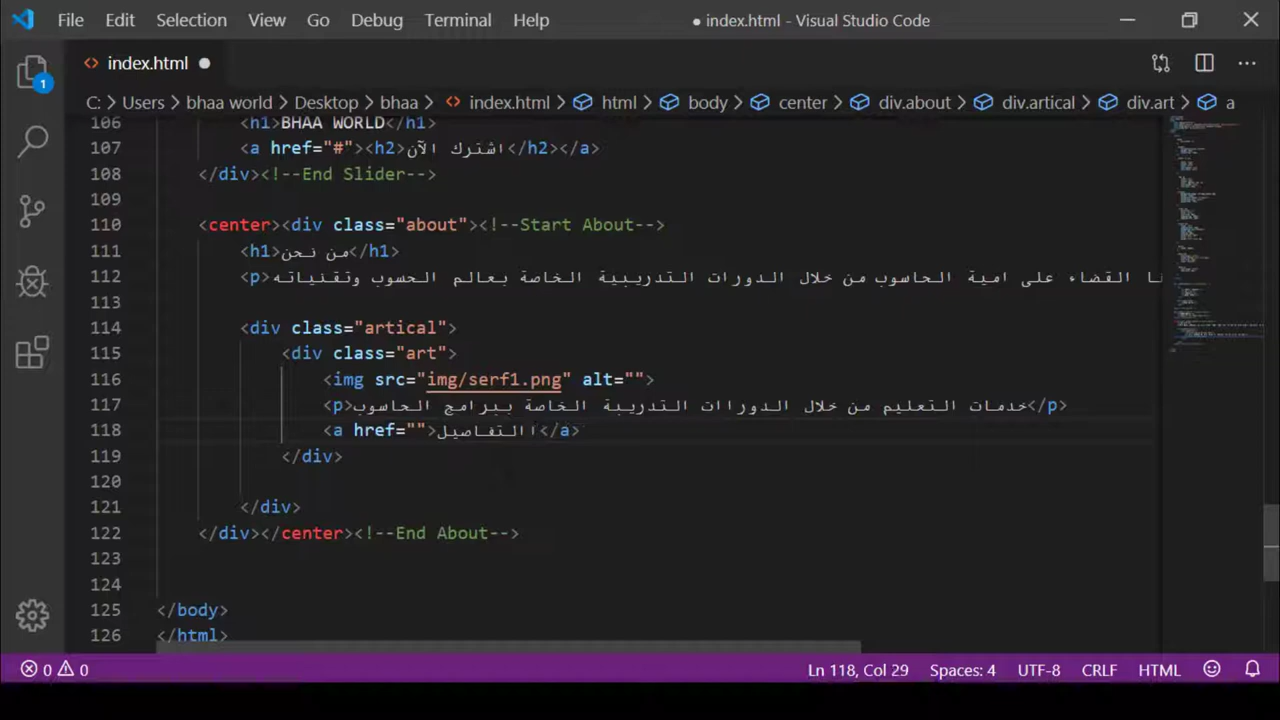 File Edit Selection View Go Debug Terminal Help
● index.html - Visual Studio Code
index.html
1
C: > Users > bhaa world > Desktop > bhaa > index.html > html > body > center > div.about > div.artical > div.art > a
106 <h1>BHAA WORLD</h1>
107 <a href="#"><h2>اشترك الآن</h2></a>
108 </div><!--End Slider-->
109
110 <center><div class="about"><!--Start About-->
111 <h1>من نحن</h1>
112 <p>القضاء على امية الحاسوب من خلال الدورات التدريبية الخاصة بعالم الحسوب وتقنياته
113
114 <div class="artical">
115 <div class="art">
116 <img src="img/serf1.png" alt="">
117 <p>خدمات التعليم من خلال الدوراات التدريبة الخاصة ببرامج الحاسوب</p>
118 <a href="">االتفاصيل</a>
119 </div>
120
121 </div>
122 </div></center><!--End About-->
123
124
125 </body>
126 </html>
0 0 Ln 118, Col 29 Spaces: 4 UTF-8 CRLF HTML